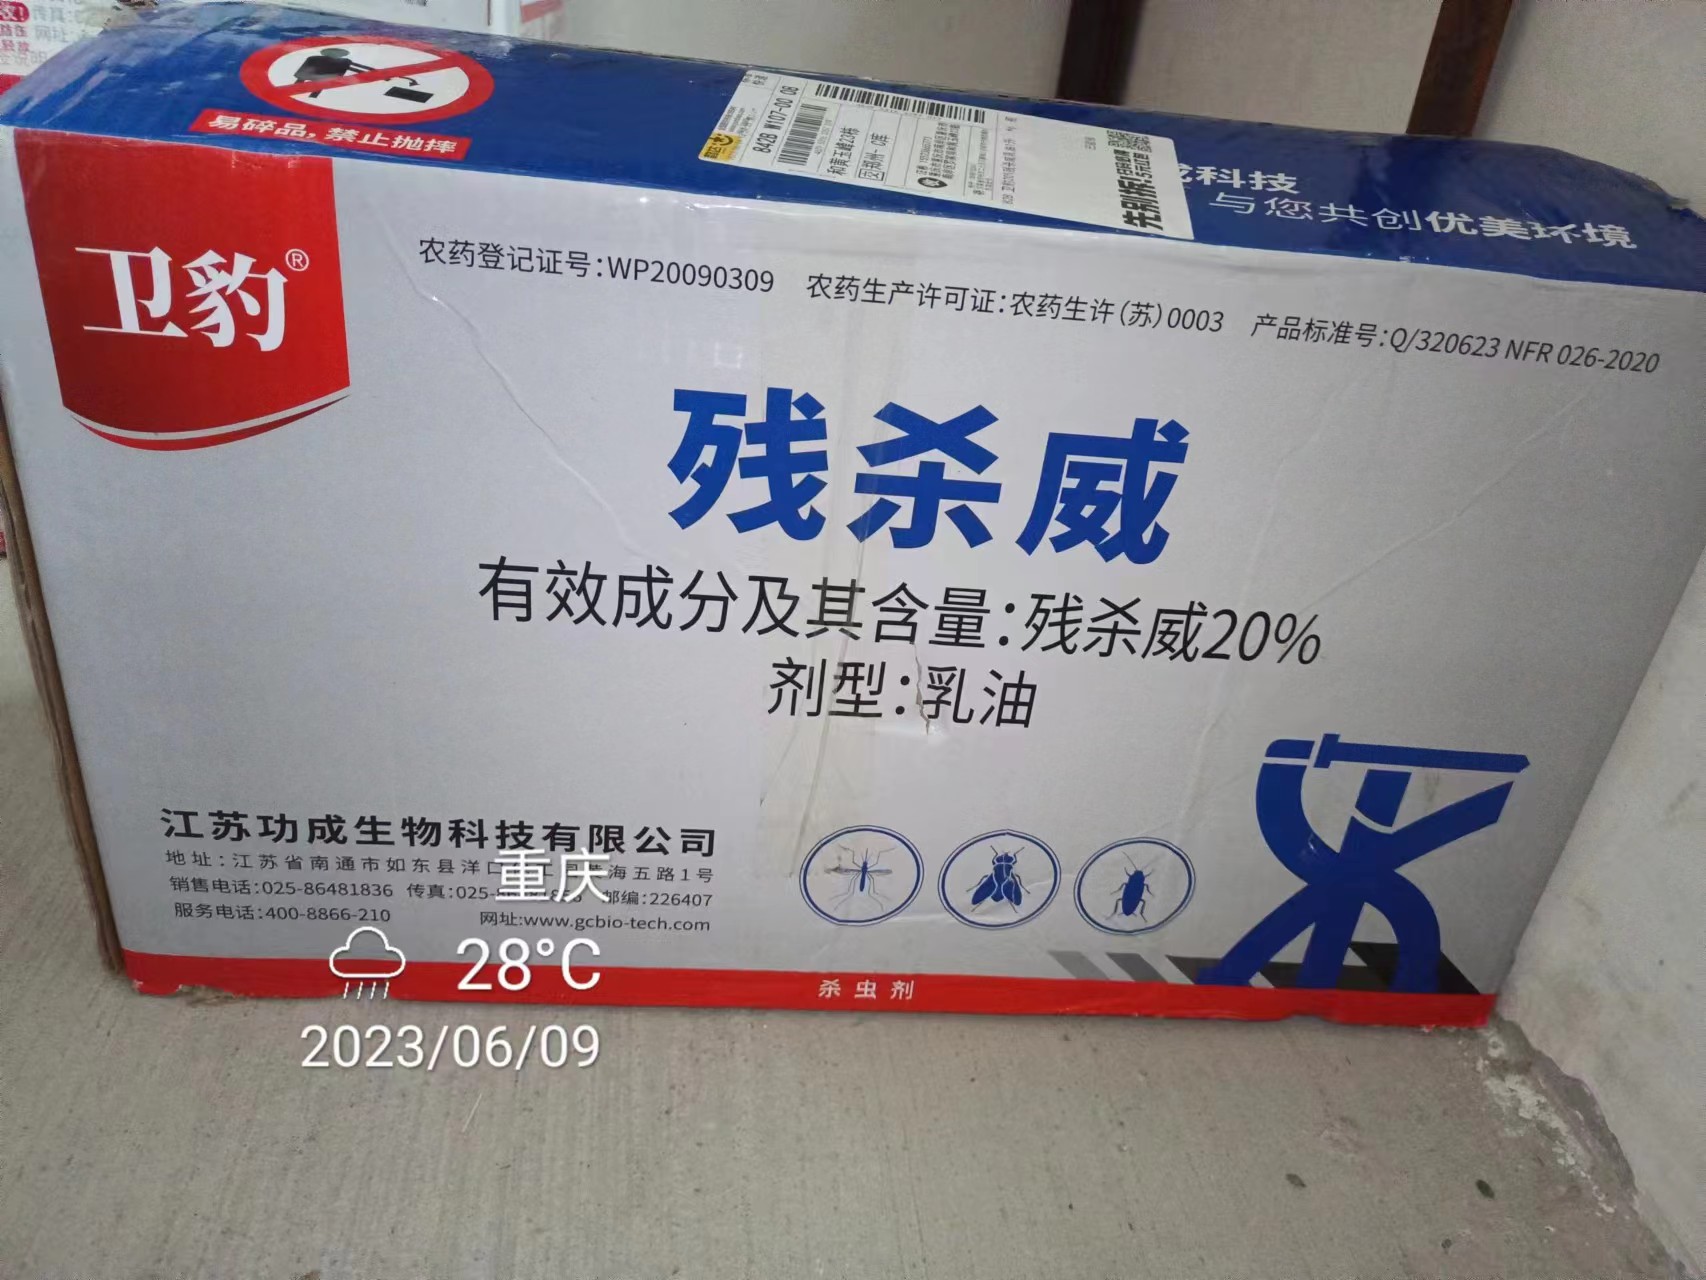 易碎品，禁止抛摔
8428 W107-00 08
科技
与您共创优美环境
卫豹®
农药登记证号：WP20090309 农药生产许可证：农药生许（苏）0003 产品标准号：Q/320623 NFR 026-2020
残杀威
有效成分及其含量：残杀威20%
剂型：乳油
江苏功成生物科技有限公司
地址：江苏省南通市如东县洋口 海五路1号
销售电话：025-86481836 传真：025- 邮编：226407
服务电话：400-8866-210 网址：www.gcbio-tech.com
杀虫剂
重庆
28°C
2023/06/09